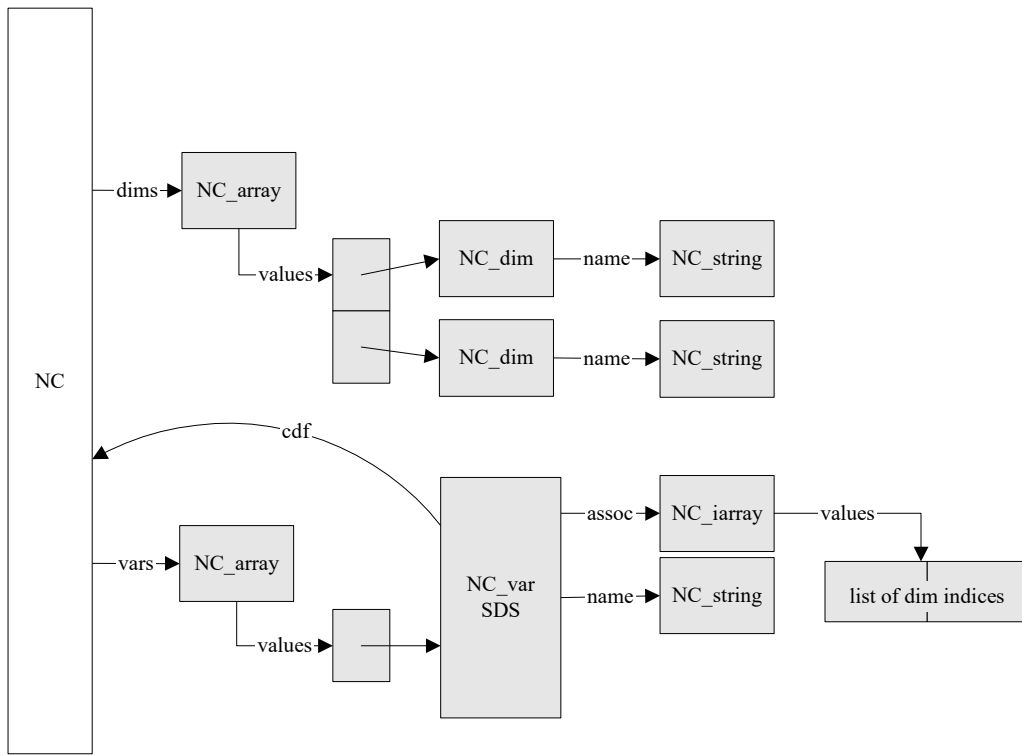 dims
NC_array
values
NC_dim
name
NC_string
NC_dim
name
NC_string
NC
cdf
vars
NC_array
values
NC_var
SDS
assoc
NC_iarray
values
name
NC_string
list of dim indices